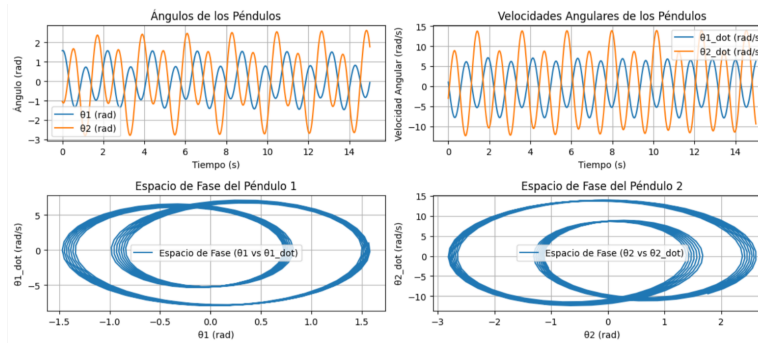 Ángulos de los Péndulos
Ángulo (rad)
2
1
0
−1
−2
−3
θ1 (rad)
θ2 (rad)
0 2 4 6 8 10 12 14
Tiempo (s)
Velocidades Angulares de los Péndulos
Velocidad Angular (rad/s)
15
10
5
0
−5
−10
θ1_dot (rad/s
θ2_dot (rad/s
0 2 4 6 8 10 12 14
Tiempo (s)
Espacio de Fase del Péndulo 1
θ1_dot (rad/s)
5
0
−5
Espacio de Fase (θ1 vs θ1_dot)
−1.5 −1.0 −0.5 0.0 0.5 1.0 1.5
θ1 (rad)
Espacio de Fase del Péndulo 2
θ2_dot (rad/s)
15
10
5
0
−5
−10
Espacio de Fase (θ2 vs θ2_dot)
−3 −2 −1 0 1 2
θ2 (rad)